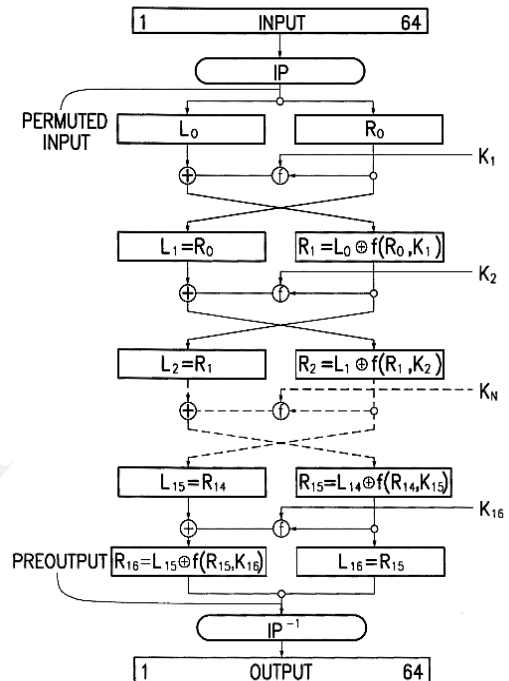 1 INPUT 64
IP
PERMUTED
INPUT
L₀ R₀
+ f K₁
L₁=R₀ R₁=L₀⊕f(R₀,K₁)
+ f K₂
L₂=R₁ R₂=L₁⊕f(R₁,K₂)
+ f K_N
L₁₅=R₁₄ R₁₅=L₁₄⊕f(R₁₄,K₁₅)
+ f K₁₆
PREOUTPUT R₁₆=L₁₅⊕f(R₁₅,K₁₆) L₁₆=R₁₅
IP⁻¹
1 OUTPUT 64